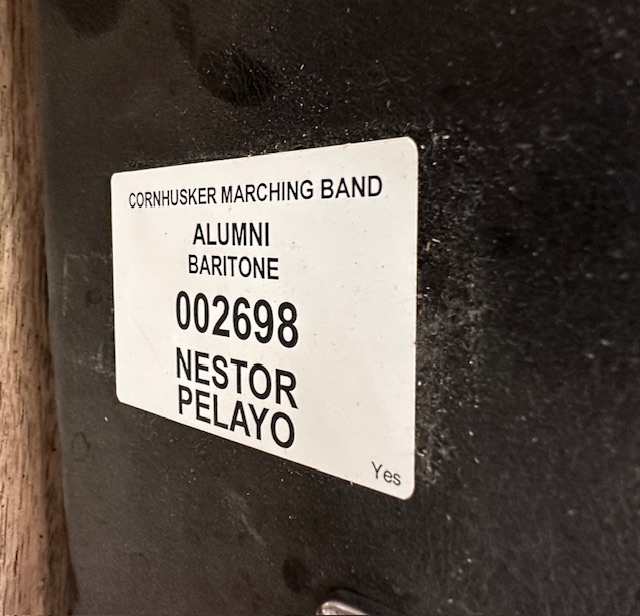 CORNHUSKER MARCHING BAND
ALUMNI
BARITONE
002698
NESTOR
PELAYO
Yes